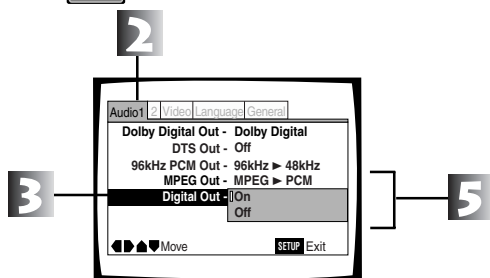 2
Audio1 2 Video Language General
Dolby Digital Out - Dolby Digital
DTS Out - Off
96kHz PCM Out - 96kHz ► 48kHz
MPEG Out - MPEG ► PCM
3
Digital Out - On
5
Off
Move SETUP Exit